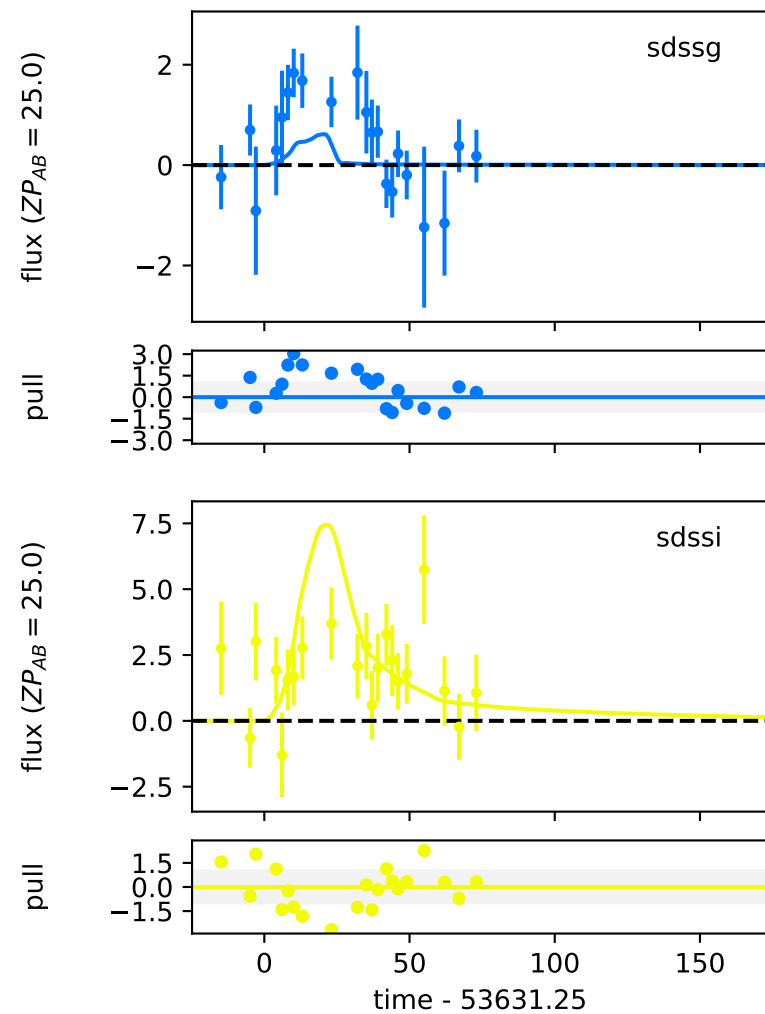 sdssg
flux ($ZP_{AB}$ = 25.0)
2
0
−2
pull
3.0
1.5
0.0
−1.5
−3.0
sdssi
flux ($ZP_{AB}$ = 25.0)
7.5
5.0
2.5
0.0
−2.5
pull
1.5
0.0
−1.5
0 50 100 150
time - 53631.25